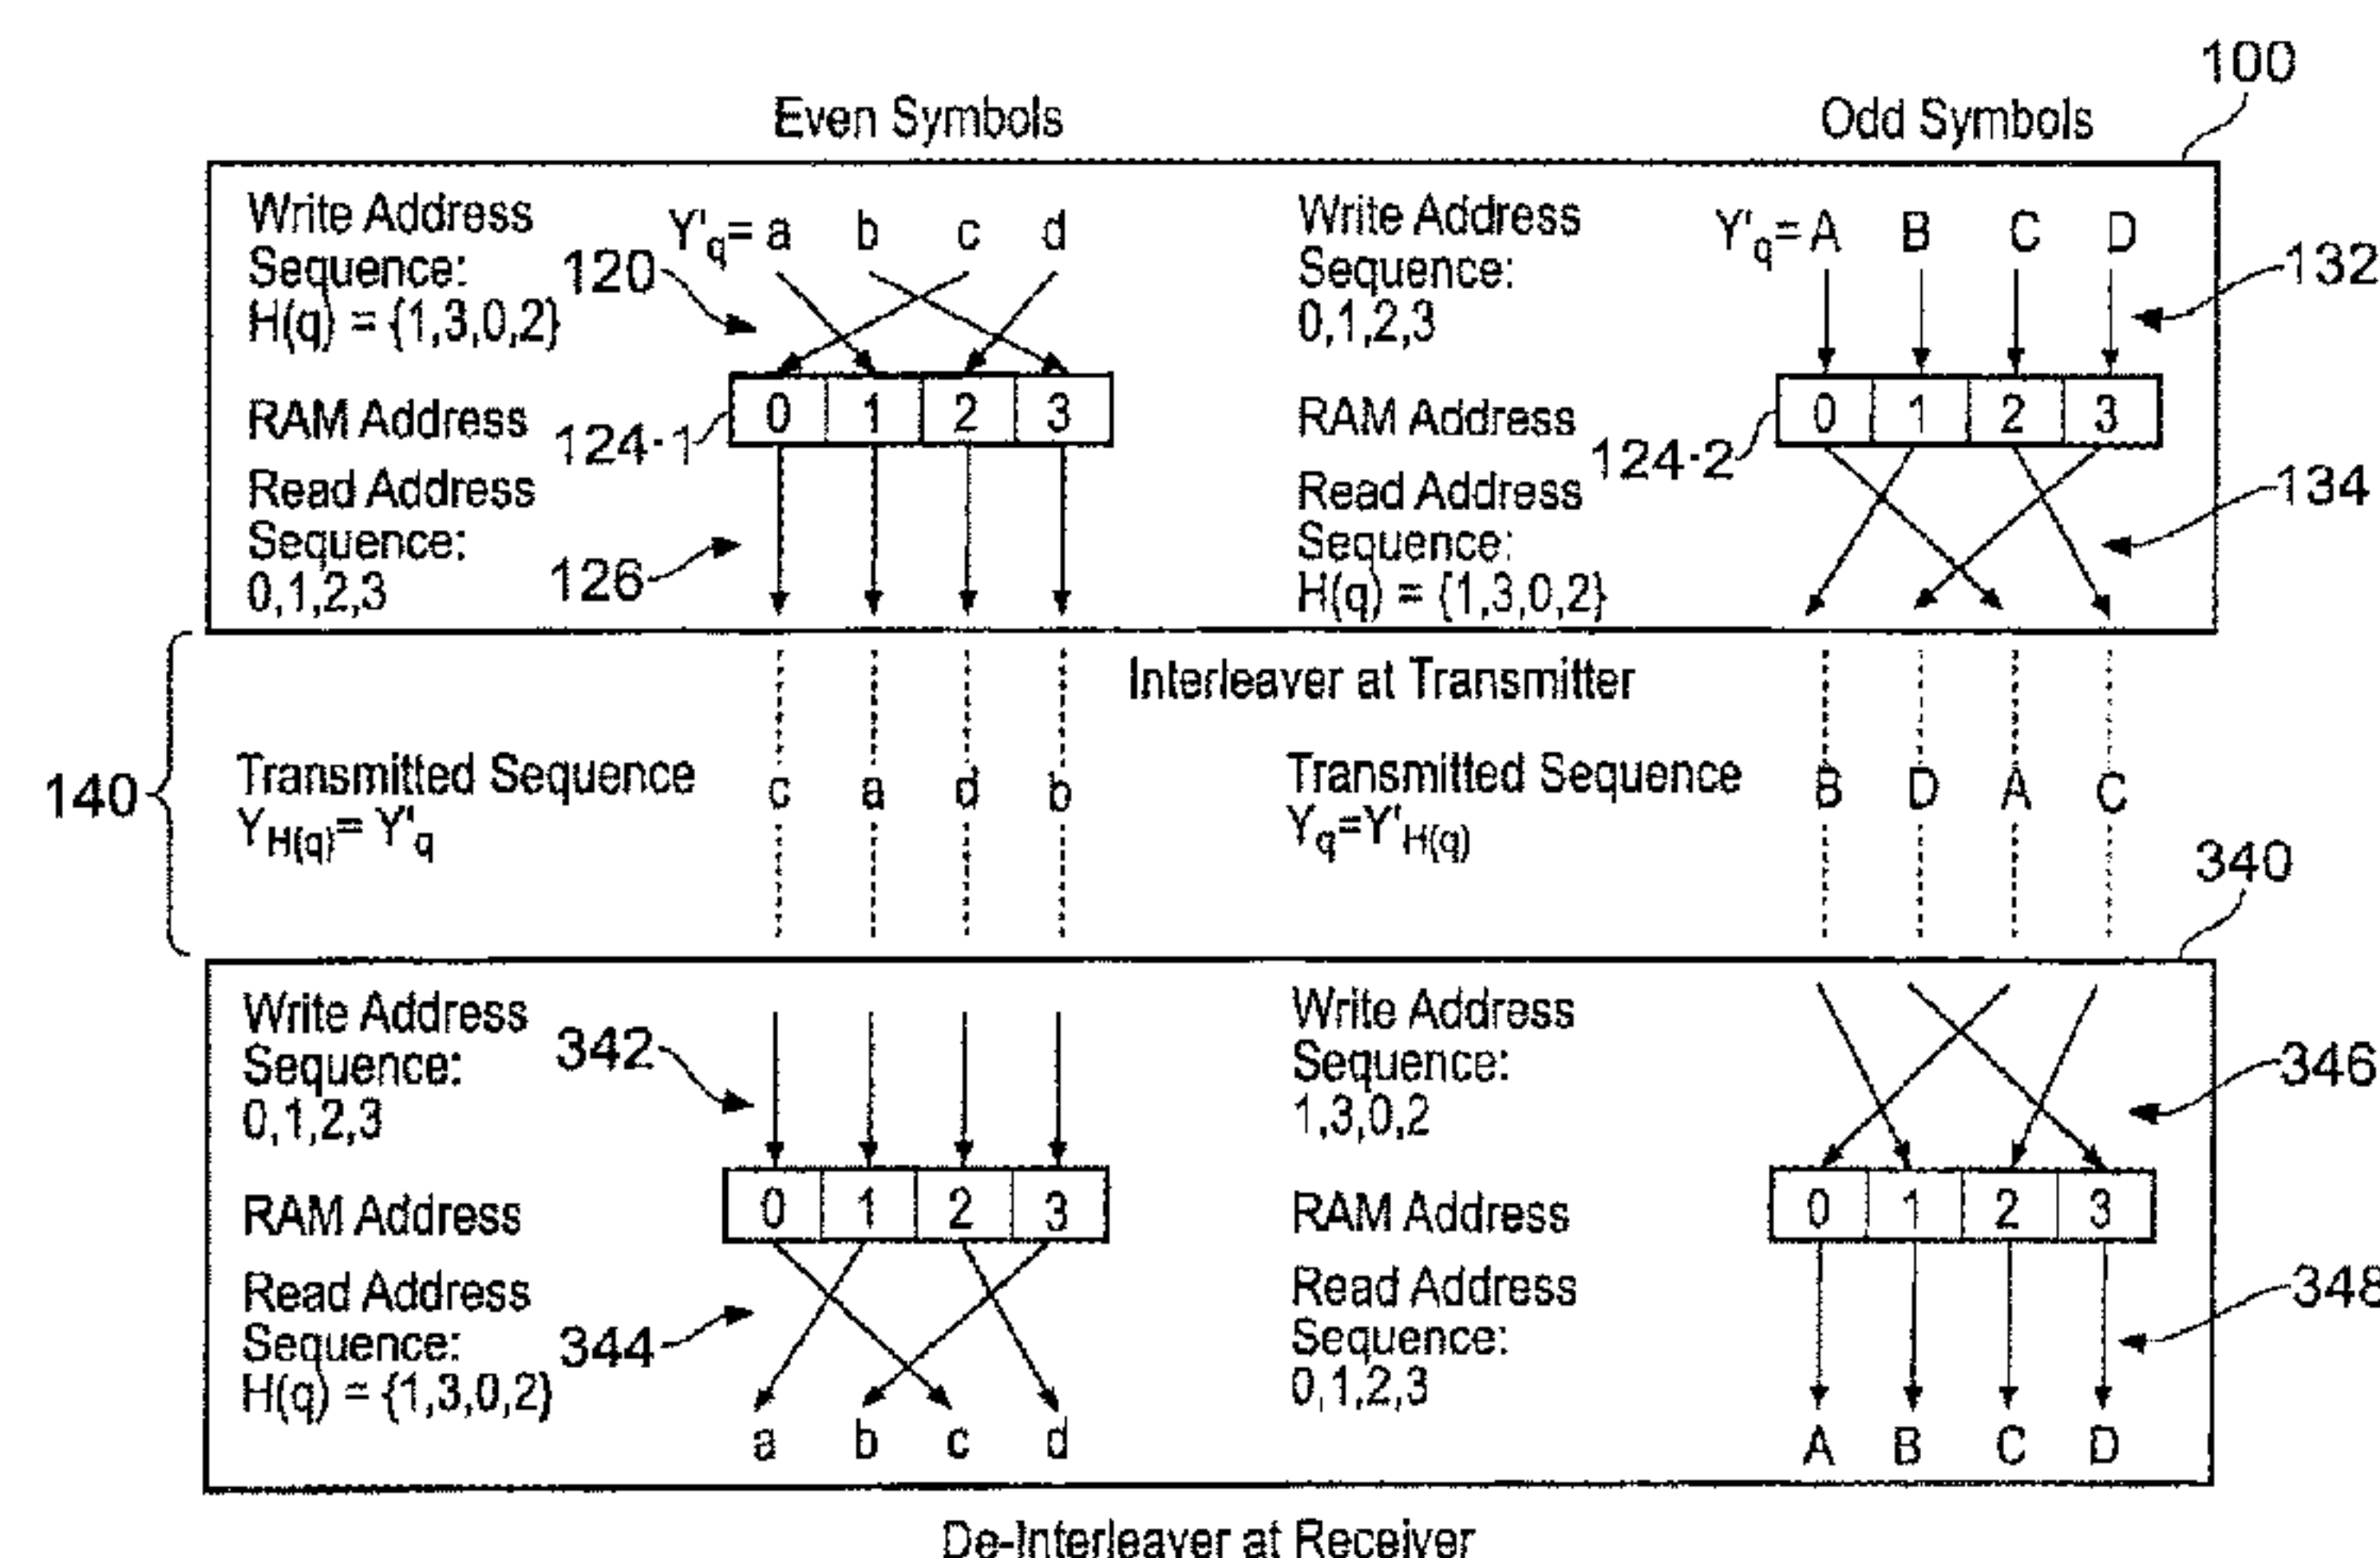 100
Even Symbols
Odd Symbols
Write Address
Sequence:
H(q) = {1,3,0,2}
120
Y'q= a b c d
Write Address
Sequence:
0,1,2,3
Y'q= A B C D
132
RAM Address
124-1
0 1 2 3
RAM Address
124-2
0 1 2 3
Read Address
Sequence:
0,1,2,3
126
Read Address
Sequence:
H(q) = {1,3,0,2}
134
Interleaver at Transmitter
140
Transmitted Sequence
YH(q)= Y'q
c a d b
Transmitted Sequence
Yq=Y'H(q)
B D A C
340
Write Address
Sequence:
0,1,2,3
342
Write Address
Sequence:
1,3,0,2
346
RAM Address
0 1 2 3
RAM Address
0 1 2 3
Read Address
Sequence:
H(q) = {1,3,0,2}
344
a b c d
Read Address
Sequence:
0,1,2,3
348
A B C D
De-Interleaver at Receiver